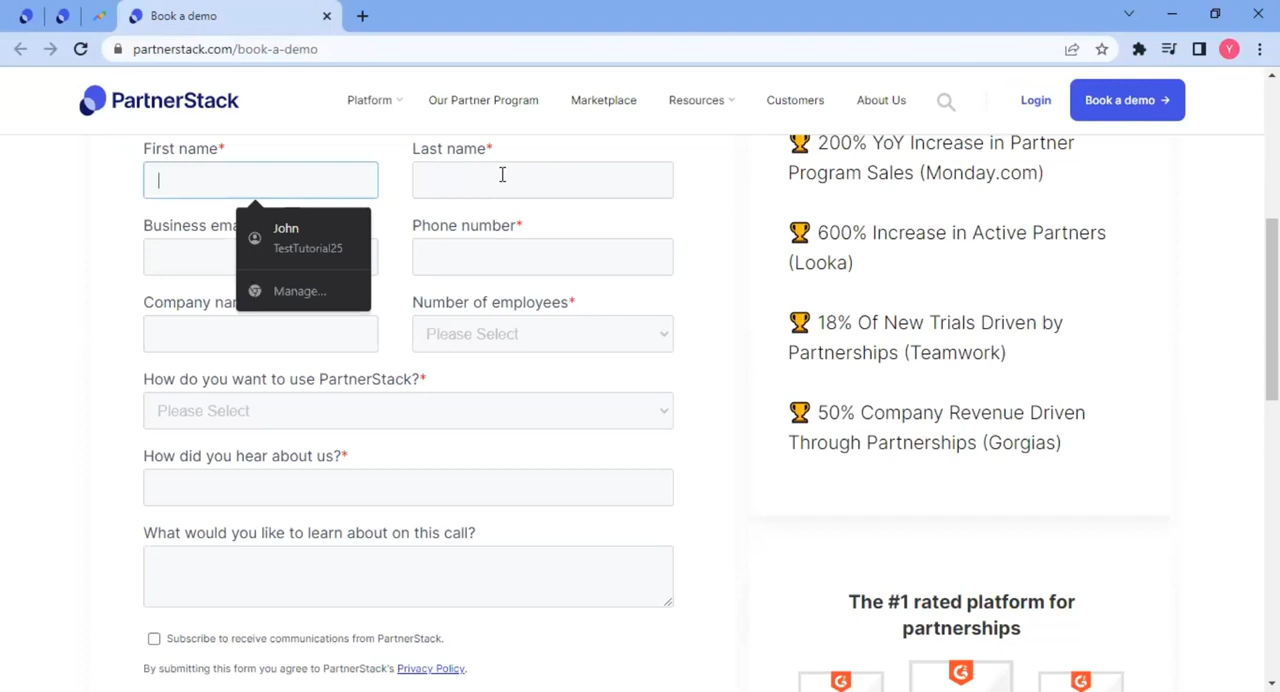 Book a demo
partnerstack.com/book-a-demo
Y
PartnerStack
Platform
Our Partner Program
Marketplace
Resources
Customers
About Us
Login
Book a demo →
First name*
Last name*
John
TestTutorial25
Manage...
Business ema
Phone number*
Company nam
Number of employees*
Please Select
How do you want to use PartnerStack?*
Please Select
How did you hear about us?*
What would you like to learn about on this call?
Subscribe to receive communications from PartnerStack.
By submitting this form you agree to PartnerStack's Privacy Policy.
200% YoY Increase in Partner
Program Sales (Monday.com)
600% Increase in Active Partners
(Looka)
18% Of New Trials Driven by
Partnerships (Teamwork)
50% Company Revenue Driven
Through Partnerships (Gorgias)
The #1 rated platform for
partnerships